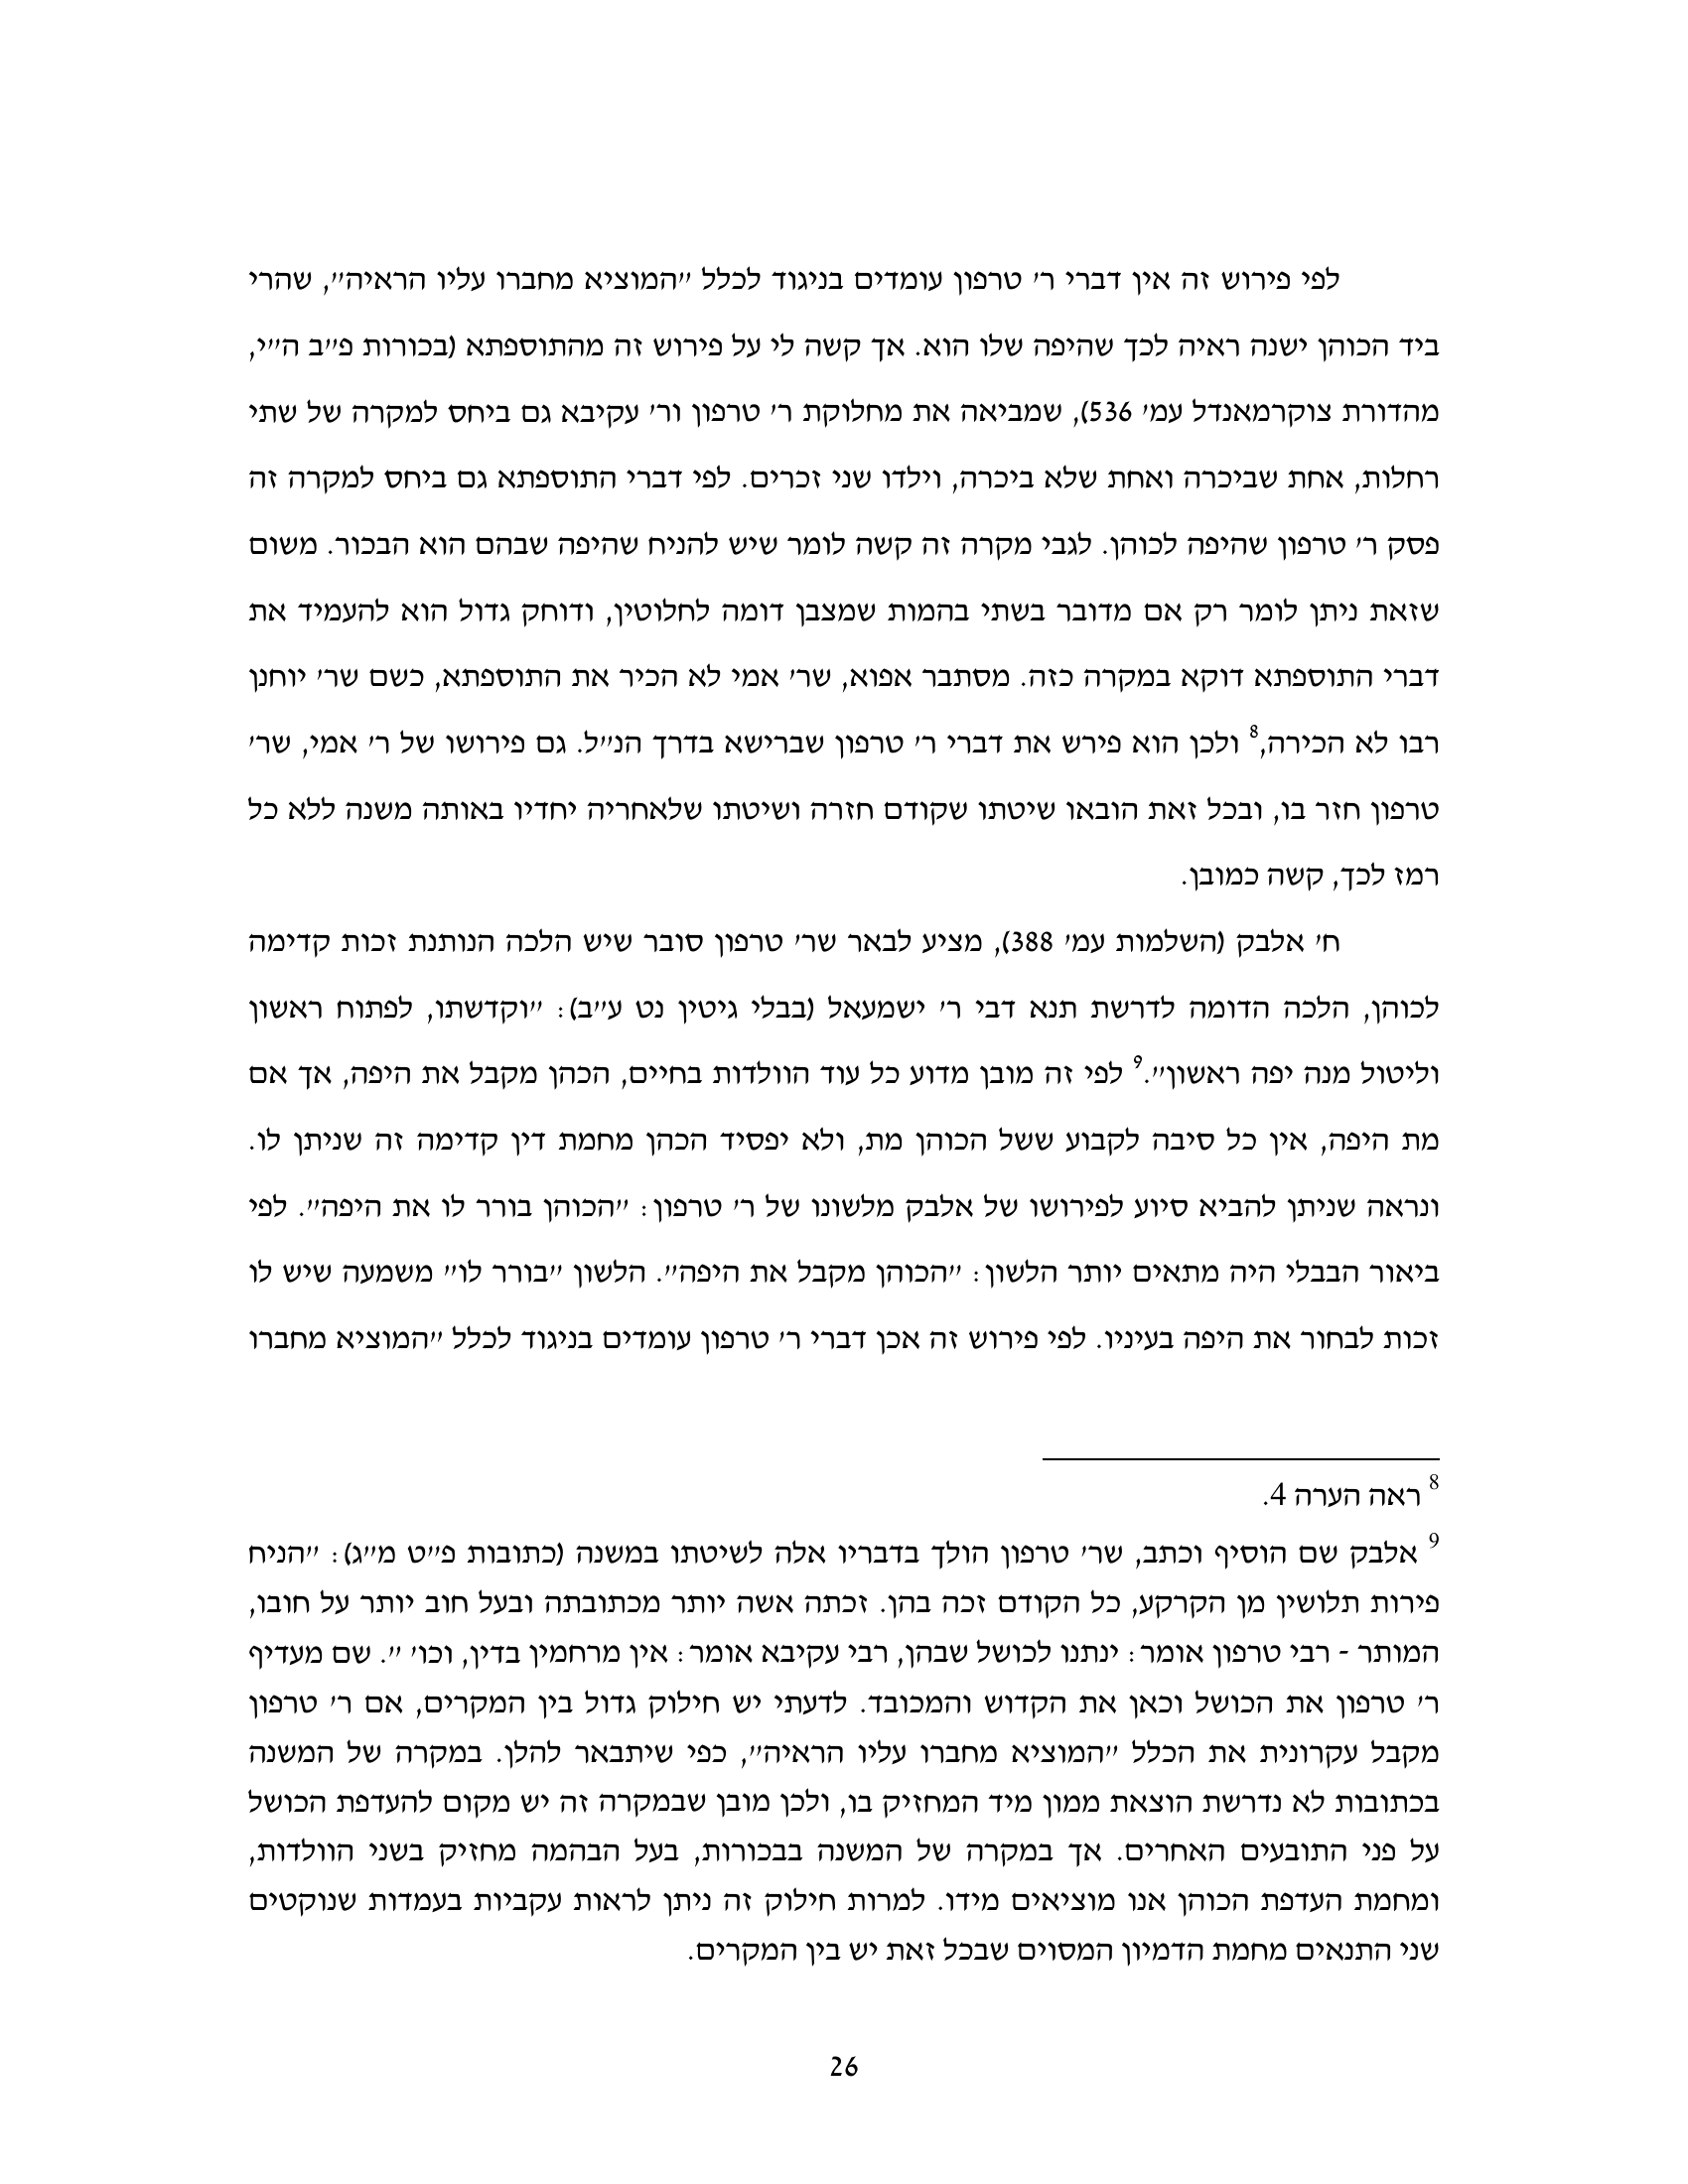 לפי פירוש זה אין דברי ר' טרפון עומדים בניגוד לכלל "המוציא מחברו עליו הראיה", שהרי
ביד הכוהן ישנה ראיה לכך שהיפה שלו הוא. אך קשה לי על פירוש זה מהתוספתא (בכורות פ"ב ה"י,
מהדורת צוקרמאנדל עמ' 536), שמביאה את מחלוקת ר' טרפון ור' עקיבא גם ביחס למקרה של שתי
רחלות, אחת שביכרה ואחת שלא ביכרה, וילדו שני זכרים. לפי דברי התוספתא גם ביחס למקרה זה
פסק ר' טרפון שהיפה לכוהן. לגבי מקרה זה קשה לומר שיש להניח שהיפה שבהם הוא הבכור. משום
שזאת ניתן לומר רק אם מדובר בשתי בהמות שמצבן דומה לחלוטין, ודוחק גדול הוא להעמיד את
דברי התוספתא דוקא במקרה כזה. מסתבר אפוא, שר' אמי לא הכיר את התוספתא, כשם שר' יוחנן
רבו לא הכירה,8 ולכן הוא פירש את דברי ר' טרפון שברישא בדרך הנ"ל. גם פירושו של ר' אמי, שר'
טרפון חזר בו, ובכל זאת הובאו שיטתו שקודם חזרה ושיטתו שלאחריה יחדיו באותה משנה ללא כל
רמז לכך, קשה כמובן.
ח' אלבק (השלמות עמ' 388), מציע לבאר שר' טרפון סובר שיש הלכה הנותנת זכות קדימה
לכוהן, הלכה הדומה לדרשת תנא דבי ר' ישמעאל (בבלי גיטין נט ע"ב): "וקדשתו, לפתוח ראשון
וליטול מנה יפה ראשון".9 לפי זה מובן מדוע כל עוד הוולדות בחיים, הכהן מקבל את היפה, אך אם
מת היפה, אין כל סיבה לקבוע ששל הכוהן מת, ולא יפסיד הכהן מחמת דין קדימה זה שניתן לו.
ונראה שניתן להביא סיוע לפירושו של אלבק מלשונו של ר' טרפון: "הכוהן בורר לו את היפה". לפי
ביאור הבבלי היה מתאים יותר הלשון: "הכוהן מקבל את היפה". הלשון "בורר לו" משמעה שיש לו
זכות לבחור את היפה בעיניו. לפי פירוש זה אכן דברי ר' טרפון עומדים בניגוד לכלל "המוציא מחברו
8 ראה הערה 4.
9 אלבק שם הוסיף וכתב, שר' טרפון הולך בדבריו אלה לשיטתו במשנה (כתובות פ"ט מ"ג): "הניח
פירות תלושין מן הקרקע, כל הקודם זכה בהן. זכתה אשה יותר מכתובתה ובעל חוב יותר על חובו,
המותר - רבי טרפון אומר: ינתנו לכושל שבהן, רבי עקיבא אומר: אין מרחמין בדין, וכו' ". שם מעדיף
ר' טרפון את הכושל וכאן את הקדוש והמכובד. לדעתי יש חילוק גדול בין המקרים, אם ר' טרפון
מקבל עקרונית את הכלל "המוציא מחברו עליו הראיה", כפי שיתבאר להלן. במקרה של המשנה
בכתובות לא נדרשת הוצאת ממון מיד המחזיק בו, ולכן מובן שבמקרה זה יש מקום להעדפת הכושל
על פני התובעים האחרים. אך במקרה של המשנה בבכורות, בעל הבהמה מחזיק בשני הוולדות,
ומחמת העדפת הכוהן אנו מוציאים מידו. למרות חילוק זה ניתן לראות עקביות בעמדות שנוקטים
שני התנאים מחמת הדמיון המסוים שבכל זאת יש בין המקרים.
26